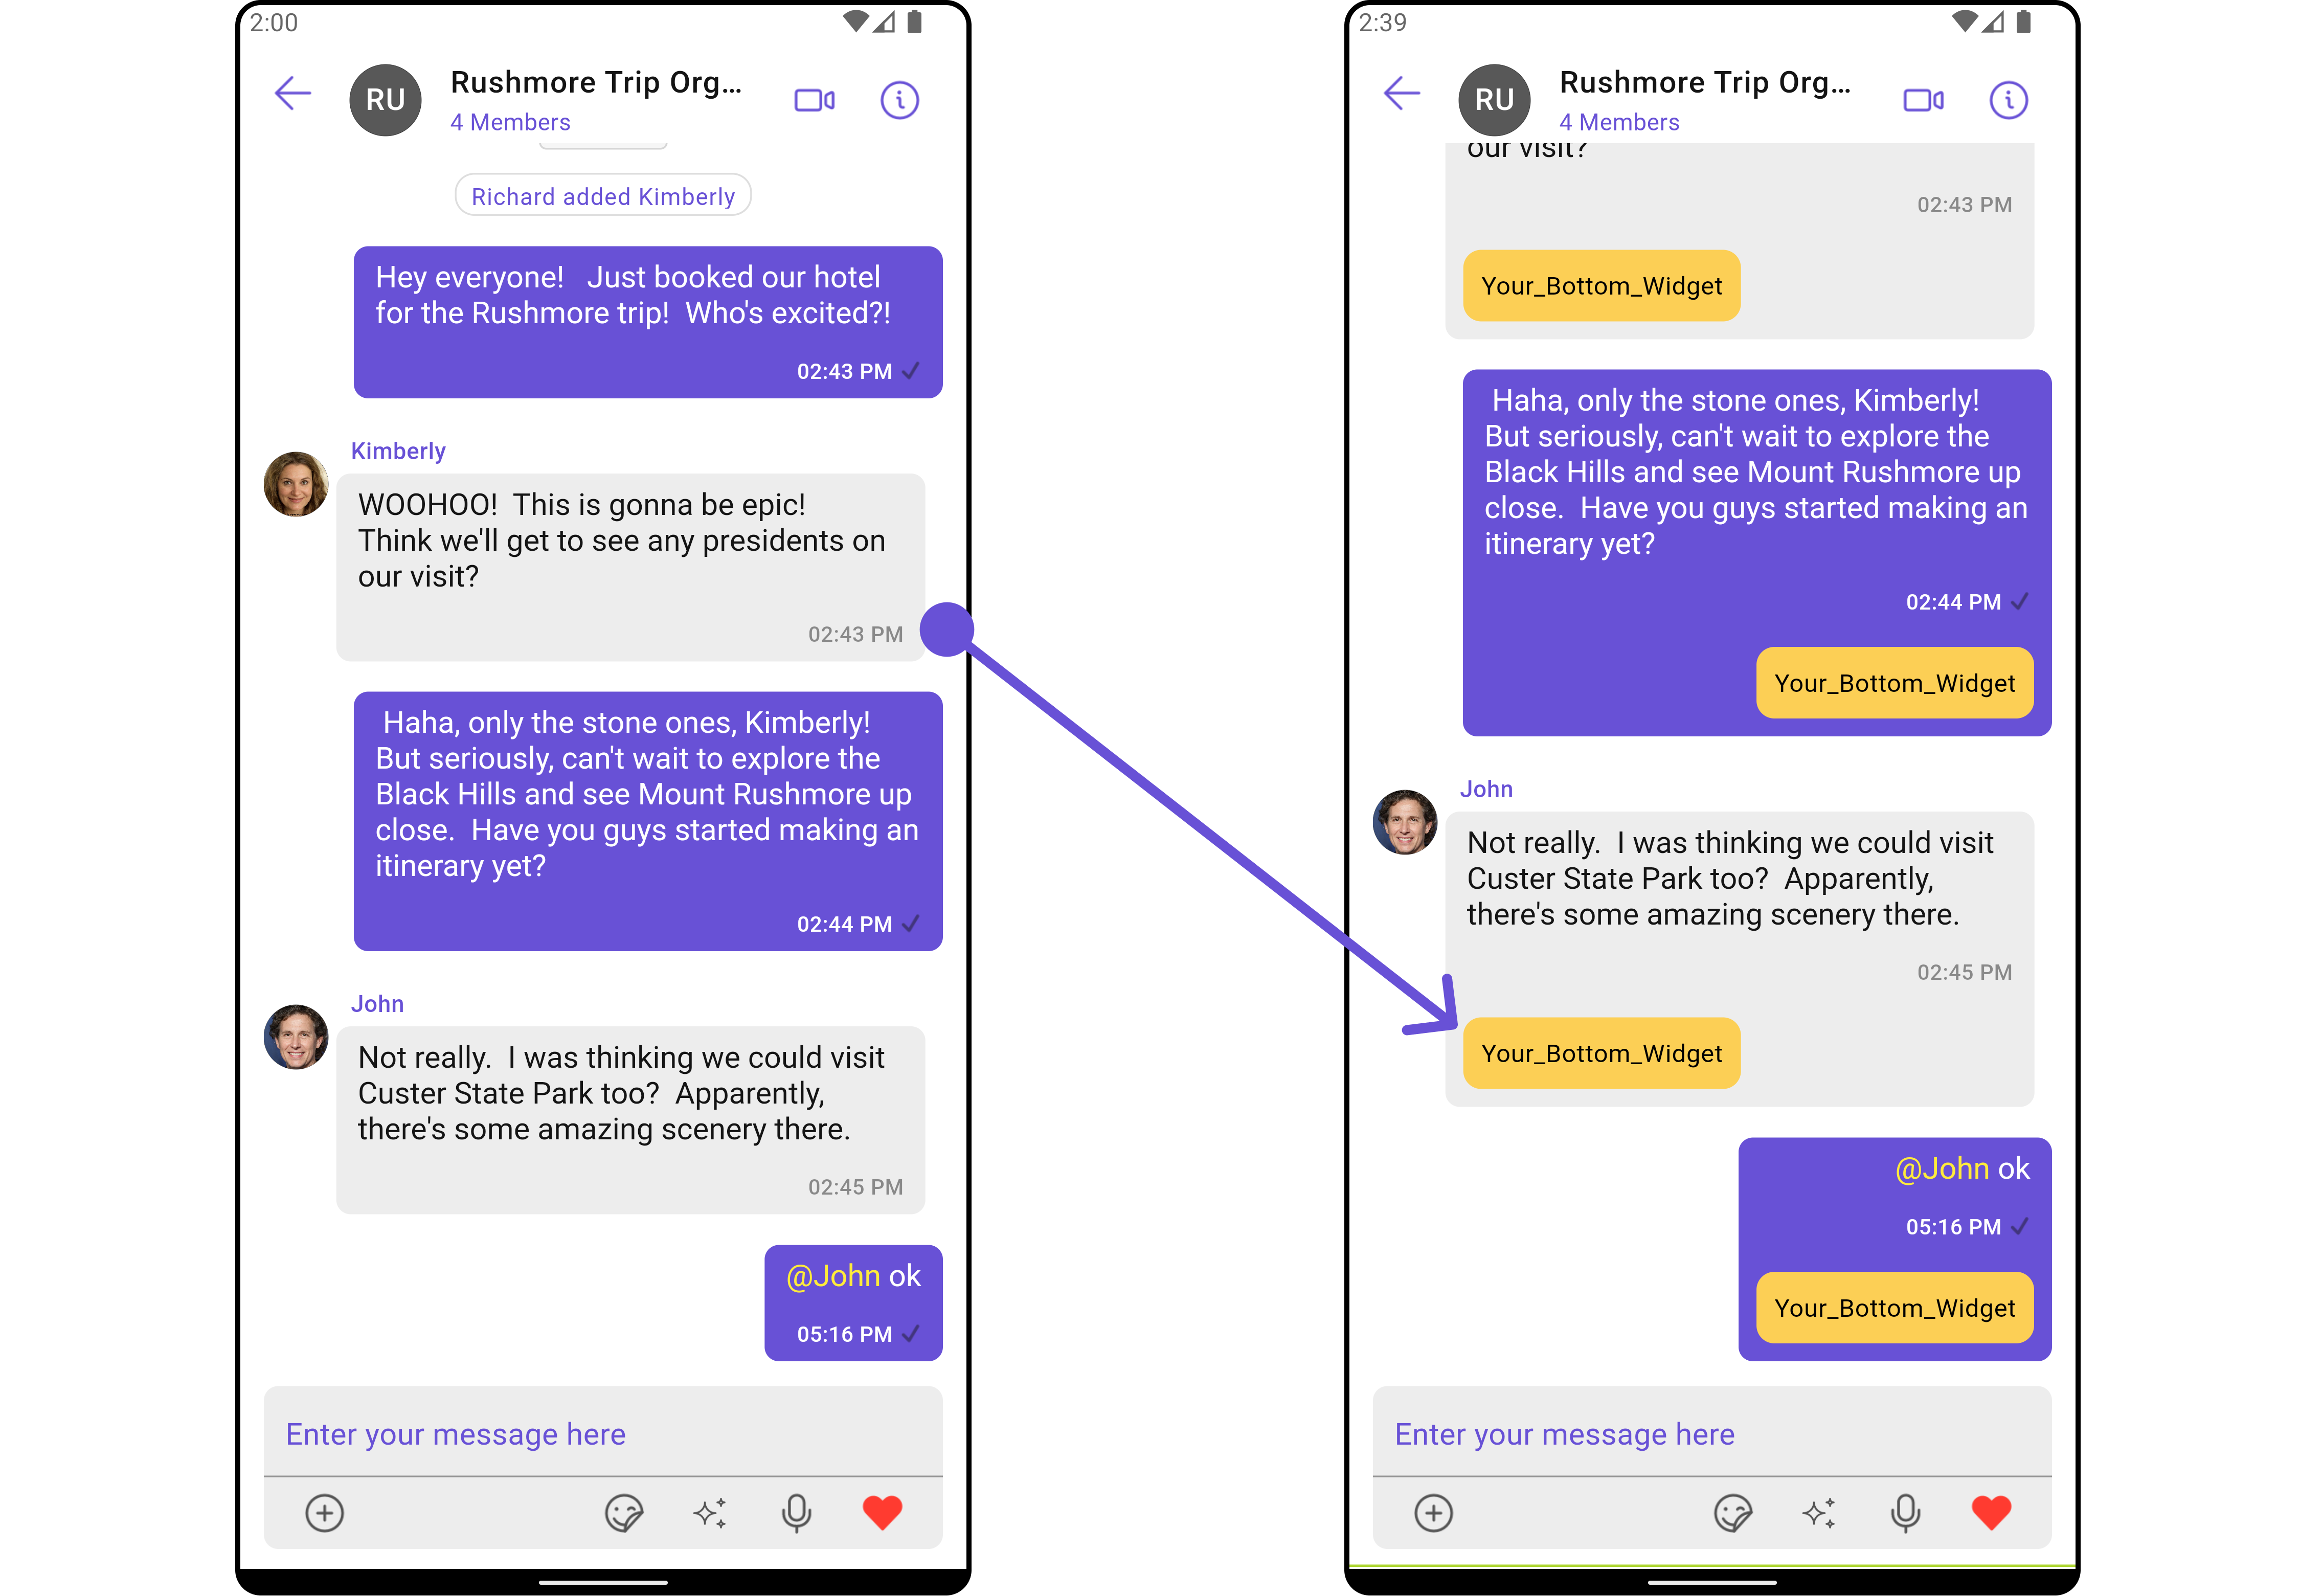 2:00
RU
Rushmore Trip Org...
4 Members
Richard added Kimberly
Hey everyone!   Just booked our hotel
for the Rushmore trip!  Who's excited?!
02:43 PM
Kimberly
WOOHOO!  This is gonna be epic!
Think we'll get to see any presidents on
our visit?
02:43 PM
Haha, only the stone ones, Kimberly!
But seriously, can't wait to explore the
Black Hills and see Mount Rushmore up
close.  Have you guys started making an
itinerary yet?
02:44 PM
John
Not really.  I was thinking we could visit
Custer State Park too?  Apparently,
there's some amazing scenery there.
02:45 PM
@John ok
05:16 PM
Enter your message here
2:39
RU
Rushmore Trip Org...
4 Members
our visit?
02:43 PM
Your_Bottom_Widget
Haha, only the stone ones, Kimberly!
But seriously, can't wait to explore the
Black Hills and see Mount Rushmore up
close.  Have you guys started making an
itinerary yet?
02:44 PM
Your_Bottom_Widget
John
Not really.  I was thinking we could visit
Custer State Park too?  Apparently,
there's some amazing scenery there.
02:45 PM
Your_Bottom_Widget
@John ok
05:16 PM
Your_Bottom_Widget
Enter your message here